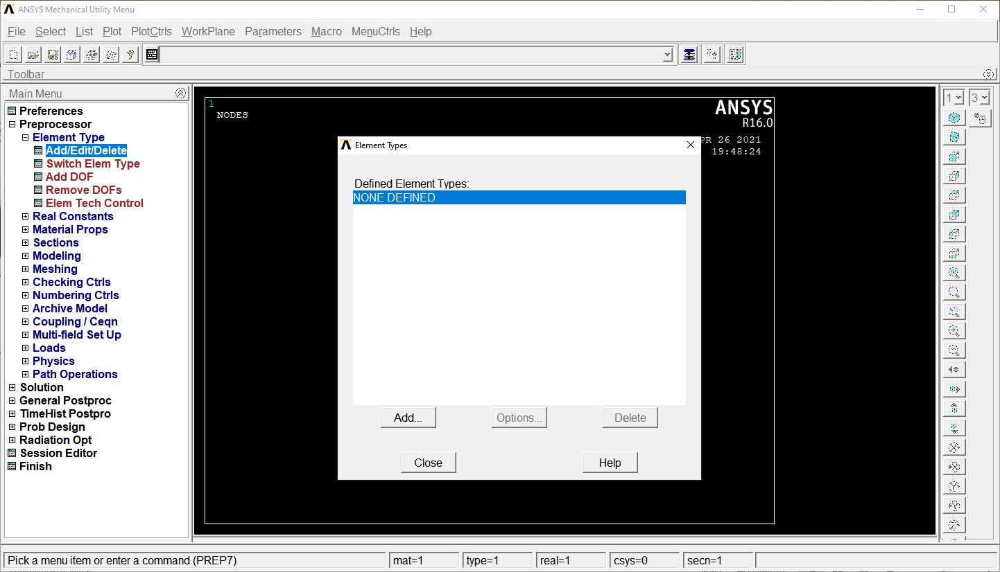 ANSYS Mechanical Utility Menu
File Select List Plot PlotCtrls WorkPlane Parameters Macro MenuCtrls Help
Toolbar
Main Menu
Preferences
Preprocessor
Element Type
Add/Edit/Delete
Switch Elem Type
Add DOF
Remove DOFs
Elem Tech Control
Real Constants
Material Props
Sections
Modeling
Meshing
Checking Ctrls
Numbering Ctrls
Archive Model
Coupling / Ceqn
Multi-field Set Up
Loads
Physics
Path Operations
Solution
General Postproc
TimeHist Postpro
Prob Design
Radiation Opt
Session Editor
Finish
1
NODES
ANSYS
R16.0
PR 26 2021
19:48:24
Element Types
Defined Element Types:
NONE DEFINED
Add... Options... Delete
Close Help
1 3
Pick a menu item or enter a command (PREP7) mat=1 type=1 real=1 csys=0 secn=1